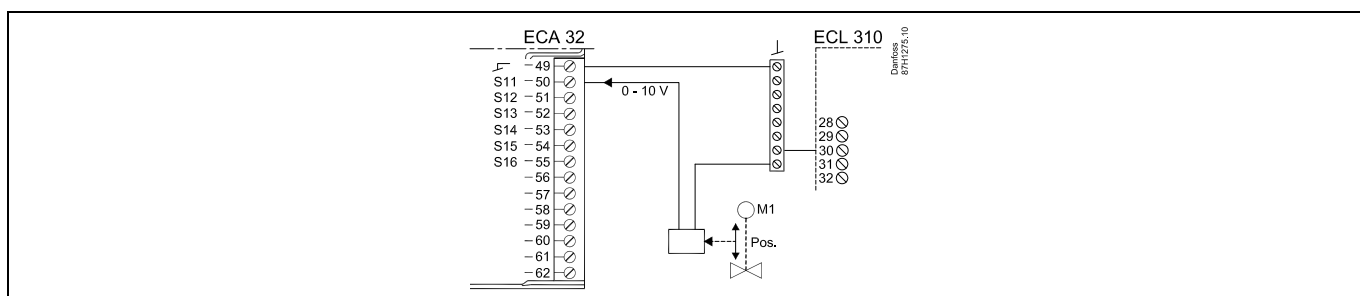 ECA 32
ECL 310
Danfoss
87H1275.10
49
S11 50
0 - 10 V
S12 51
S13 52
S14 53
S15 54
S16 55
56
57
58
59
60
61
62
28
29
30
31
32
M1
Pos.